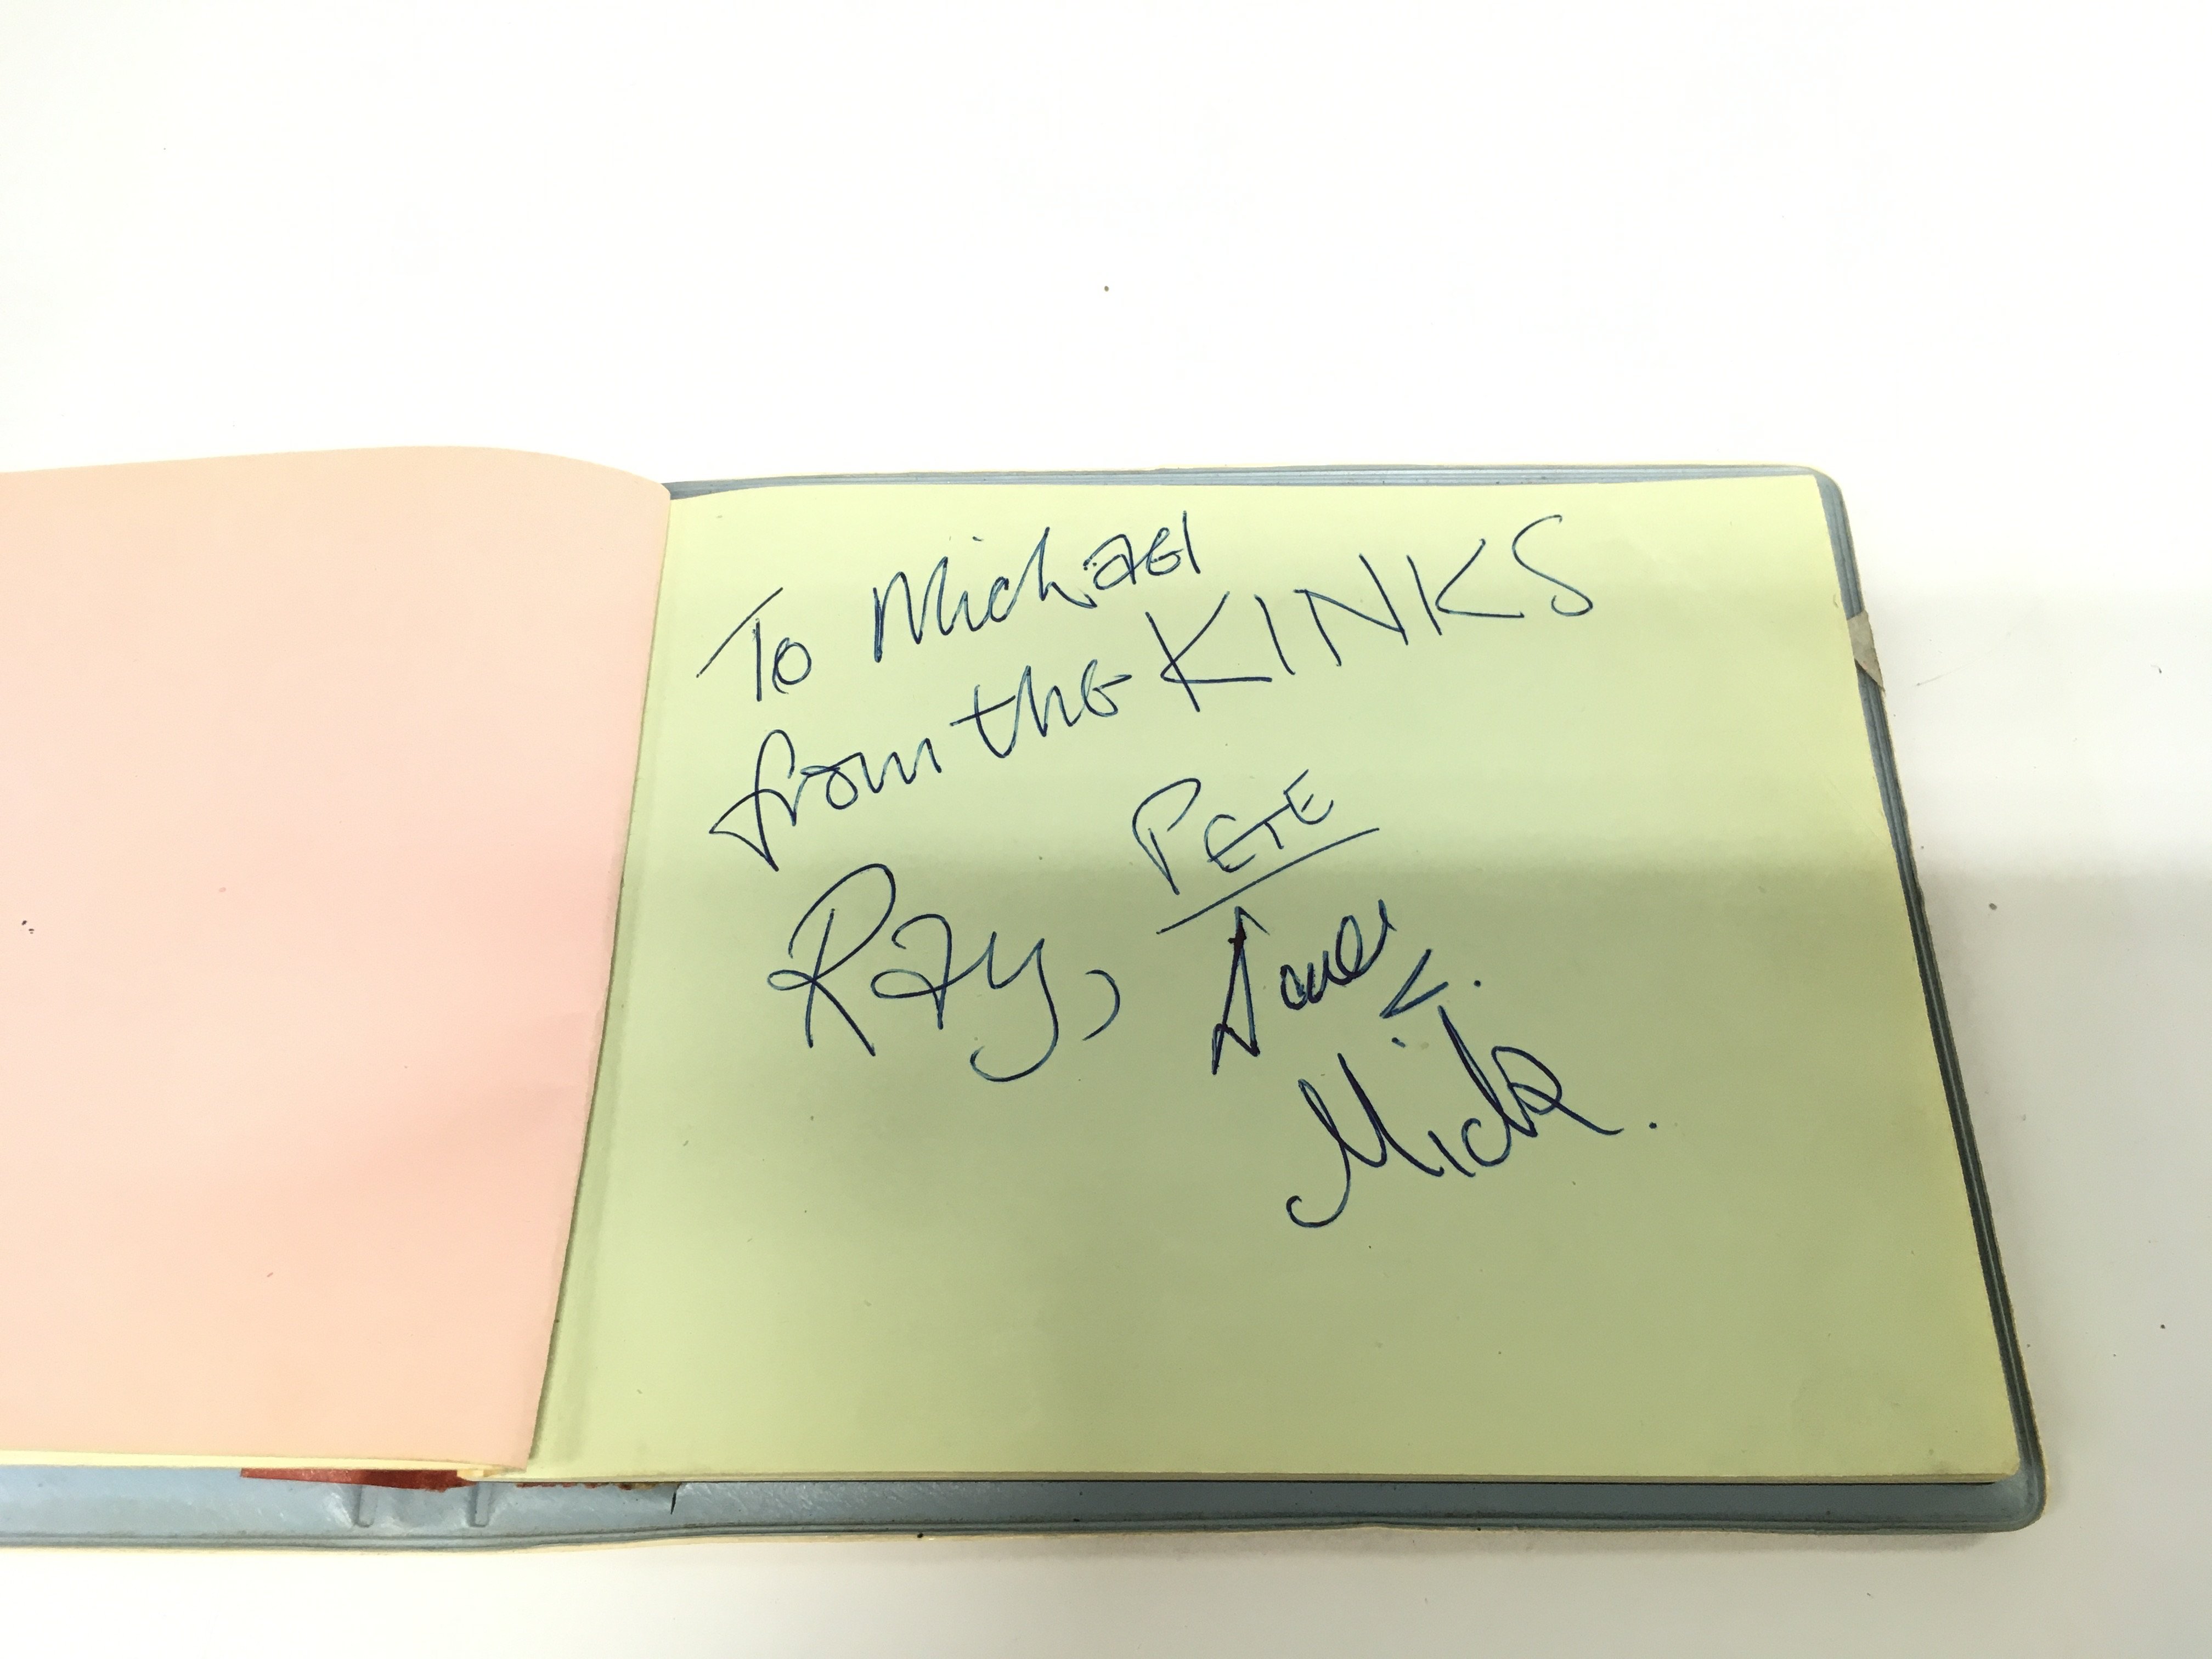 To Michael
from the KINKS
PETE
Ray,
Dave
Mick.